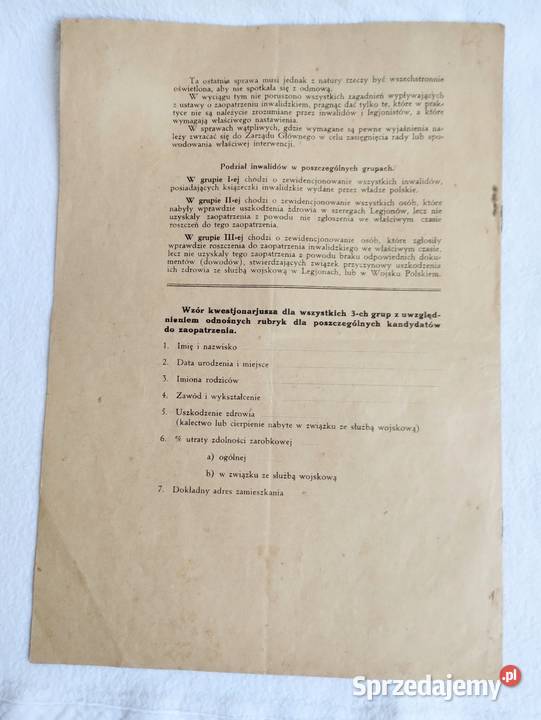 Ta ostatnia sprawa musi jednak z natury rzeczy być wszechstronnie
oświetlona, aby nie spotkała się z odmową.
W wyciągu tym nie poruszono wszystkich zagadnień wypływających
z ustawy o zaopatrzeniu inwalidzkiem, pragnąc dać tylko te, które w prak-
tyce nie są należycie zrozumiane przez inwalidów i legjonistów, a które
wymagają właściwego nastawienia.
W sprawach wątpliwych, gdzie wymagane są pewne wyjaśnienia na-
leży zwracać się do Zarządu Głównego w celu zasięgnięcia rady lub spo-
wodowania właściwej interwencji.
Podział inwalidów w poszczególnych grupach.
W grupie I-ej chodzi o zewidencjonowanie wszystkich inwalidów,
posiadających książeczki inwalidzkie wydane przez władze polskie.
W grupie II-ej chodzi o zewidencjonowanie wszystkich osób, które
nabyły wprawdzie uszkodzenia zdrowia w szeregach Legjonów, lecz nie
uzyskały zaopatrzenia z powodu nie zgłoszenia we właściwym czasie
roszczeń do tego zaopatrzenia.
W grupie III-ej chodzi o zewidencjonowanie osób, które zgłosiły
wprawdzie roszczenia do zaopatrzenia inwalidzkiego we właściwym czasie,
lecz nie uzyskały tego zaopatrzenia z powodu braku odpowiednich doku-
mentów (dowodów), stwierdzających związek przyczynowy uszkodzenia
ich zdrowia ze służbą wojskową w Legjonach, lub w Wojsku Polskiem.
Wzór kwestjonarjusza dla wszystkich 3-ch grup z uwzględ-
nieniem odnośnych rubryk dla poszczególnych kandydatów
do zaopatrzenia.
1. Imię i nazwisko
2. Data urodzenia i miejsce
3. Imiona rodziców
4. Zawód i wykształcenie
5. Uszkodzenie zdrowia
(kalectwo lub cierpienie nabyte w związku ze służbą wojskową)
6. % utraty zdolności zarobkowej
a) ogólnej
b) w związku ze służbą wojskową
7. Dokładny adres zamieszkania
Sprzedajemy.pl